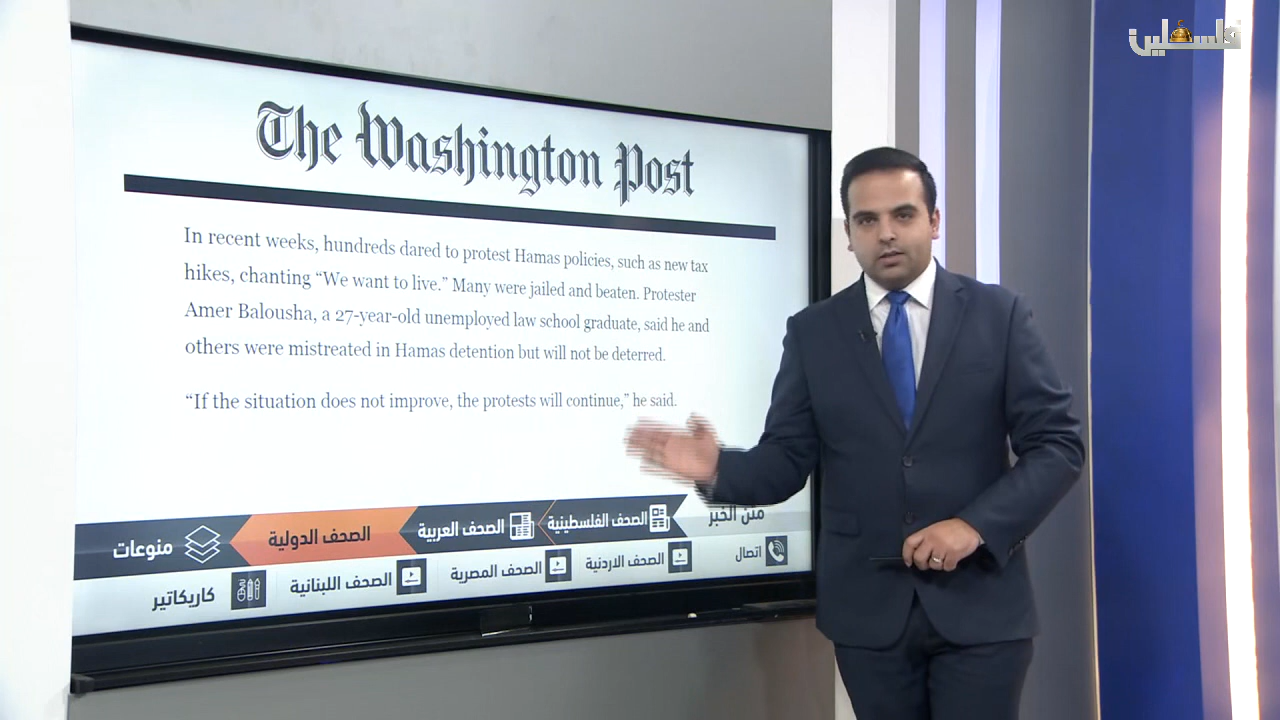 فلسطين
The Washington Post
In recent weeks, hundreds dared to protest Hamas policies, such as new tax
hikes, chanting “We want to live.” Many were jailed and beaten. Protester
Amer Balousha, a 27-year-old unemployed law school graduate, said he and
others were mistreated in Hamas detention but will not be deterred.
“If the situation does not improve, the protests will continue,” he said.
متن الخبر
الصحف الفلسطينية
الصحف العربية
الصحف الدولية
منوعات
اتصال
الصحف الاردنية
الصحف المصرية
الصحف اللبنانية
كاريكاتير